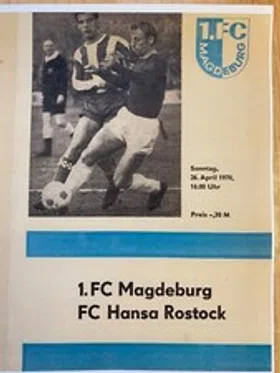 1.FC
MAGDEBURG
Sonntag,
26. April 1970,
16.00 Uhr
Preis -,20 M
1. FC Magdeburg
FC Hansa Rostock